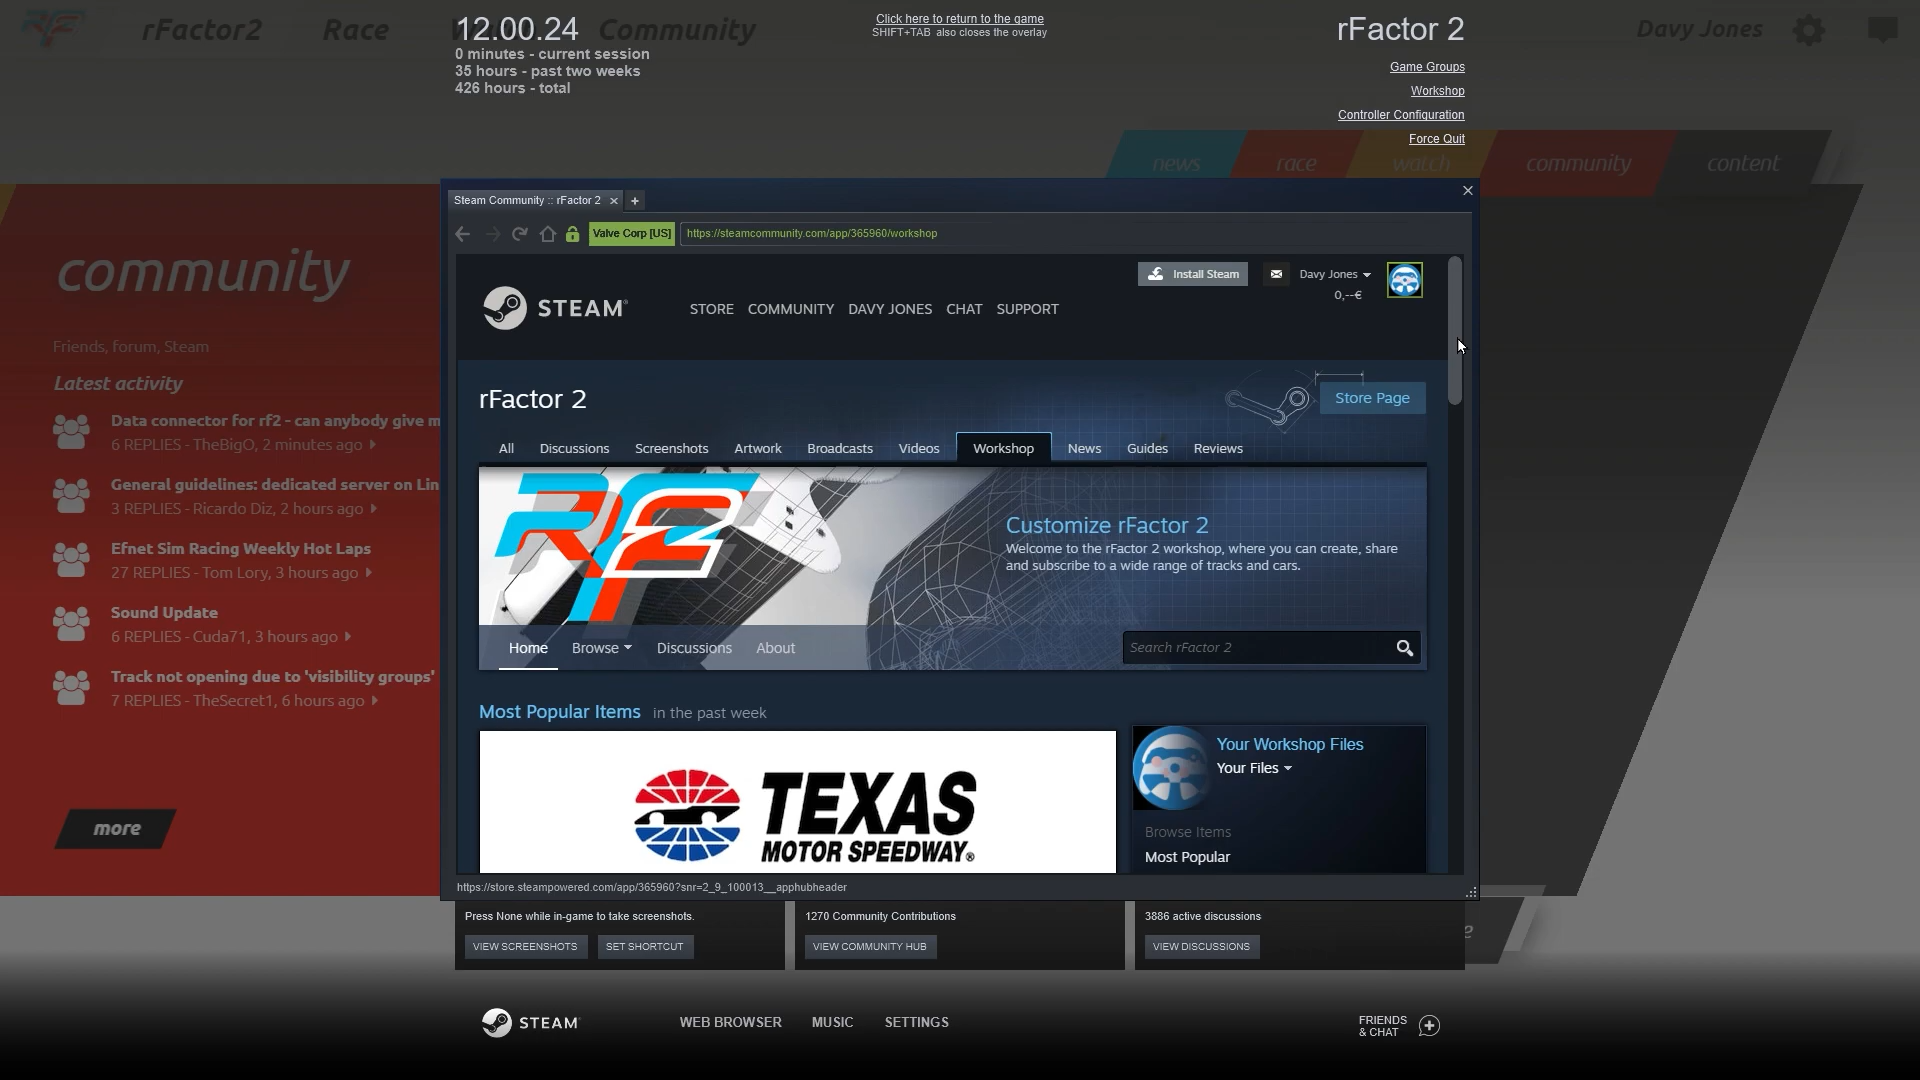 rFactor2
Race
Community
Davy Jones
12.00.24
0 minutes - current session
35 hours - past two weeks
426 hours - total
Click here to return to the game
SHIFT+TAB also closes the overlay
rFactor 2
Game Groups
Workshop
Controller Configuration
Force Quit
news
race
watch
community
content
community
Friends, forum, Steam
Latest activity
Data connector for rf2 - can anybody give m
6 REPLIES - TheBigO, 2 minutes ago
General guidelines: dedicated server on Lin
3 REPLIES - Ricardo Diz, 2 hours ago
Efnet Sim Racing Weekly Hot Laps
27 REPLIES - Tom Lory, 3 hours ago
Sound Update
6 REPLIES - Cuda71, 3 hours ago
Track not opening due to 'visibility groups'
7 REPLIES - TheSecret1, 6 hours ago
more
Steam Community :: rFactor 2
Valve Corp [US]
https://steamcommunity.com/app/365960/workshop
Install Steam
Davy Jones
0,--€
STEAM
STORE COMMUNITY DAVY JONES CHAT SUPPORT
rFactor 2
Store Page
All Discussions Screenshots Artwork Broadcasts Videos Workshop News Guides Reviews
RF2
Customize rFactor 2
Welcome to the rFactor 2 workshop, where you can create, share
and subscribe to a wide range of tracks and cars.
Home Browse Discussions About
Search rFactor 2
Most Popular Items in the past week
TEXAS
MOTOR SPEEDWAY®
Your Workshop Files
Your Files
Browse Items
Most Popular
https://store.steampowered.com/app/365960?snr=2_9_100013__apphubheader
Press None while in-game to take screenshots.
VIEW SCREENSHOTS
SET SHORTCUT
1270 Community Contributions
VIEW COMMUNITY HUB
3886 active discussions
VIEW DISCUSSIONS
STEAM
WEB BROWSER
MUSIC
SETTINGS
FRIENDS
& CHAT